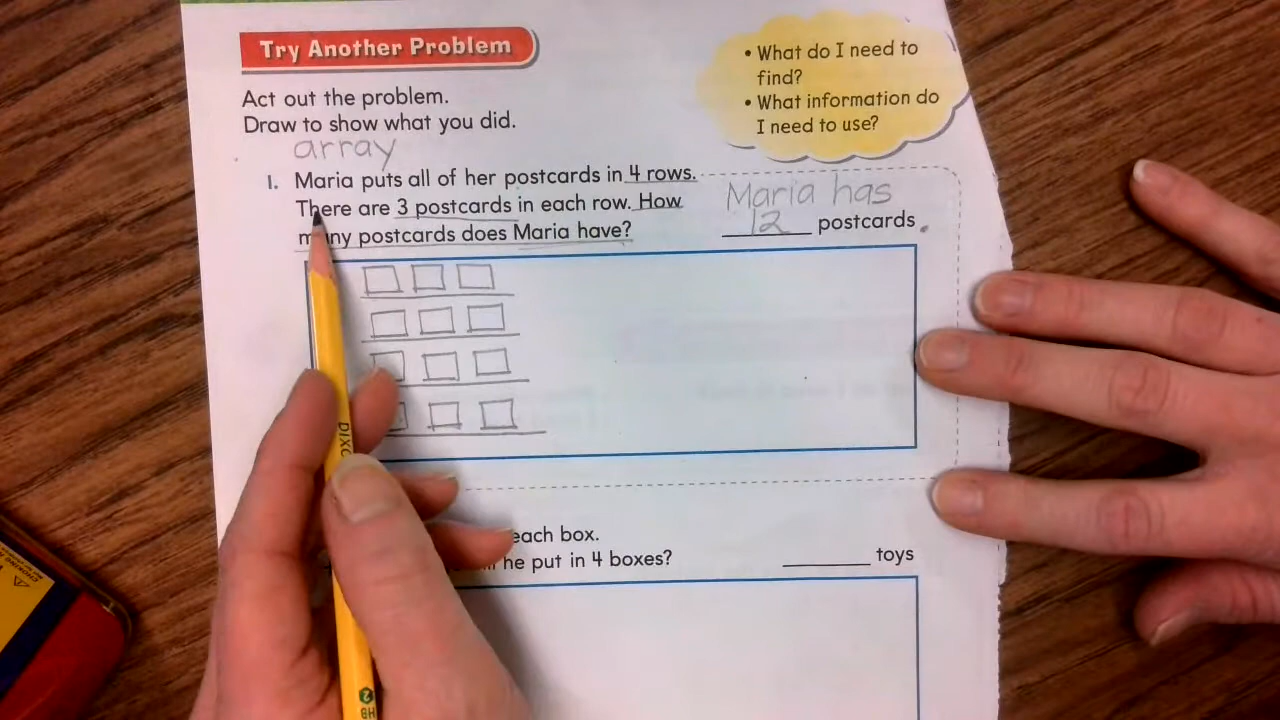 Try Another Problem
Act out the problem.
Draw to show what you did.
• What do I need to
find?
• What information do
I need to use?
array
1. Maria puts all of her postcards in 4 rows.
There are 3 postcards in each row. How
many postcards does Maria have?
Maria has
12 postcards.
each box.
he put in 4 boxes?
toys
DIXO
2
HB